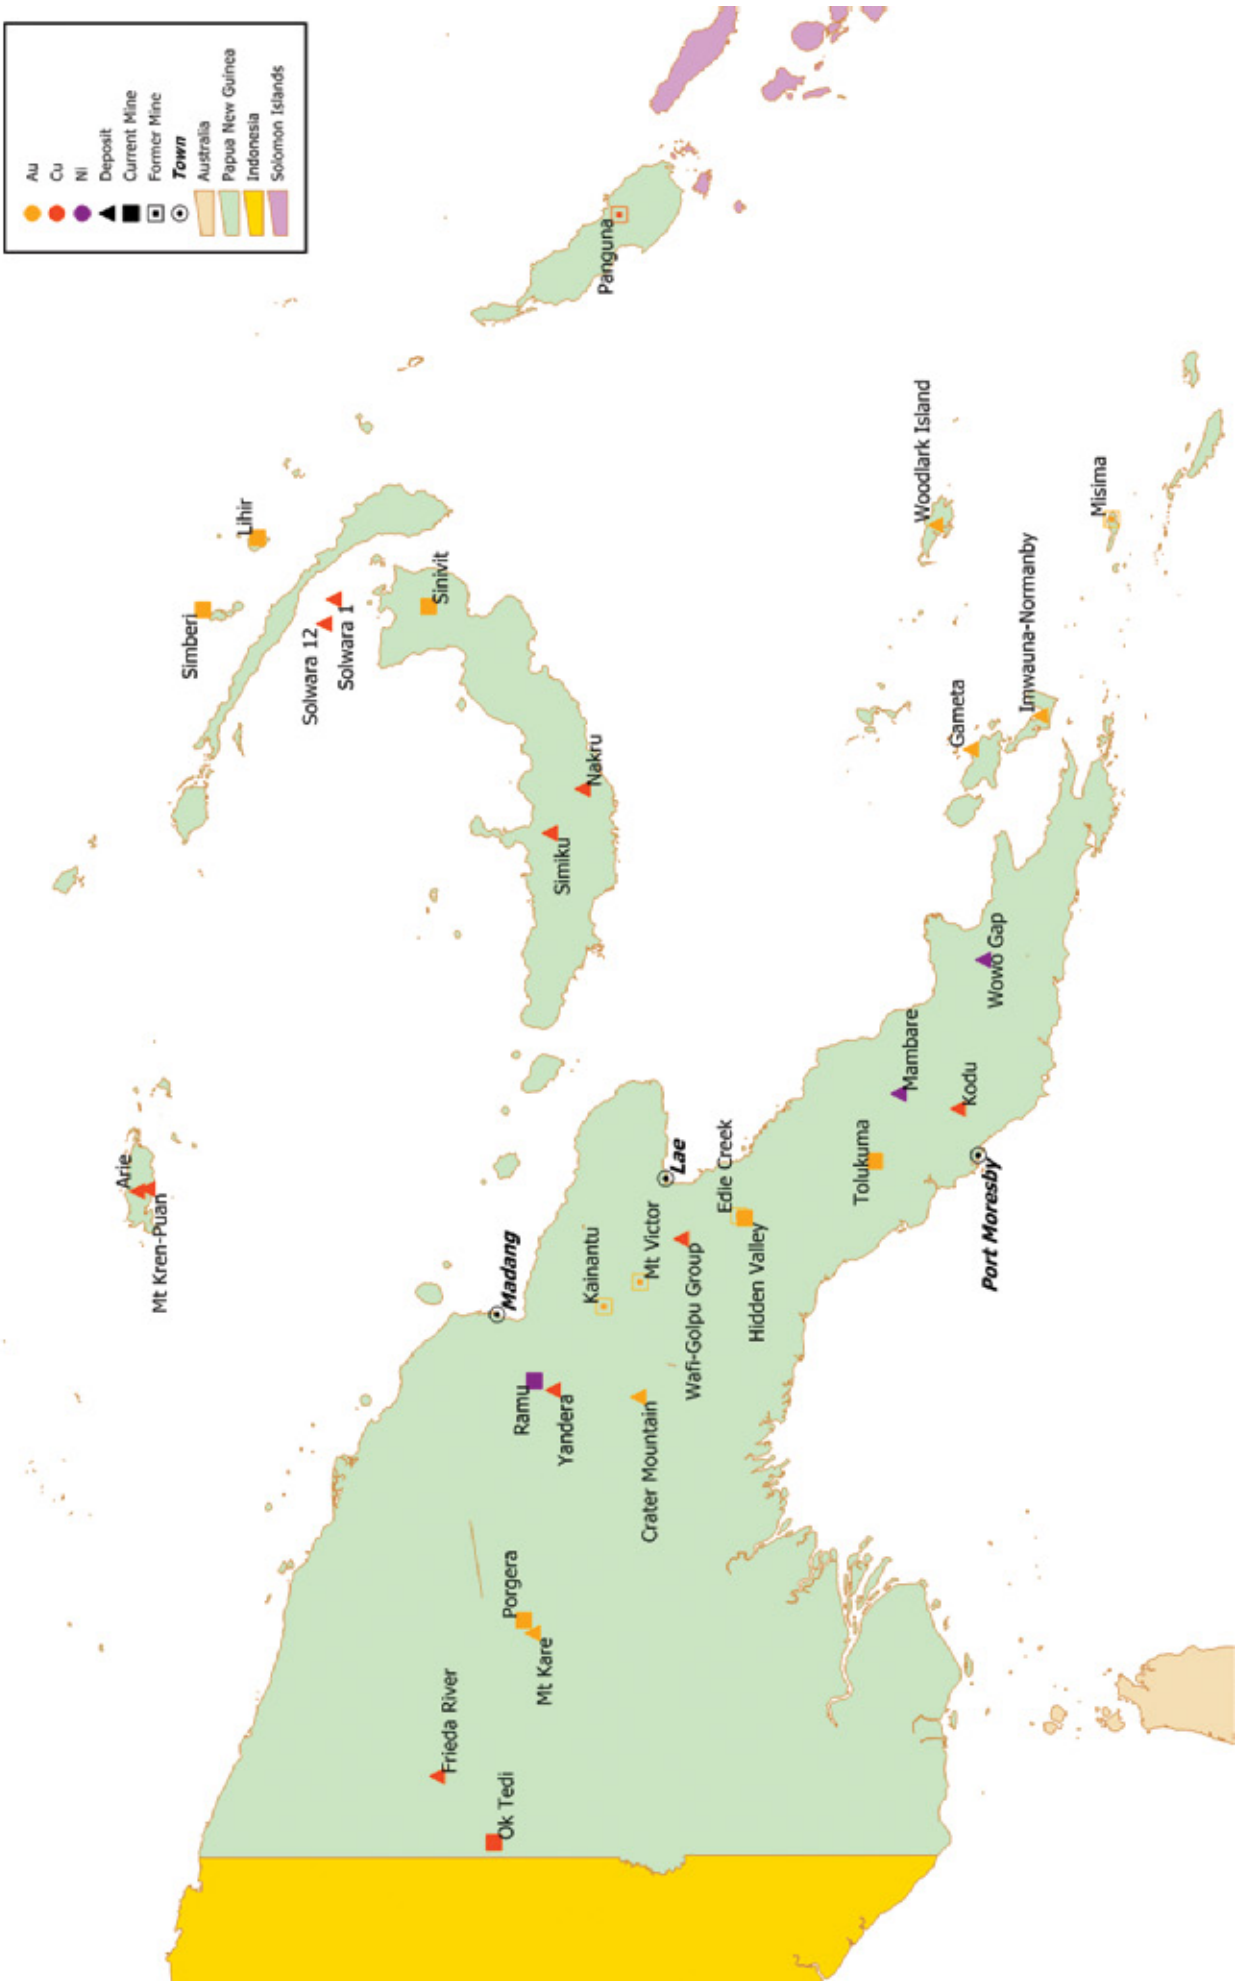 Au
Cu
Ni
Deposit
Current Mine
Former Mine
Town
Australia
Papua New Guinea
Indonesia
Solomon Islands
Arie
Mt Kren-Puan
Simberi
Lihir
Solwara 12
Solwara 1
Sinivit
Panguna
Simiku
Nakru
Frieda River
Ok Tedi
Porgera
Mt Kare
Madang
Ramu
Yandera
Kainantu
Mt Victor
Crater Mountain
Lae
Wafi-Golpu Group
Edie Creek
Hidden Valley
Tolukuma
Mambare
Kodu
Port Moresby
Wowo Gap
Woodlark Island
Gameta
Imwauna-Normanby
Misima